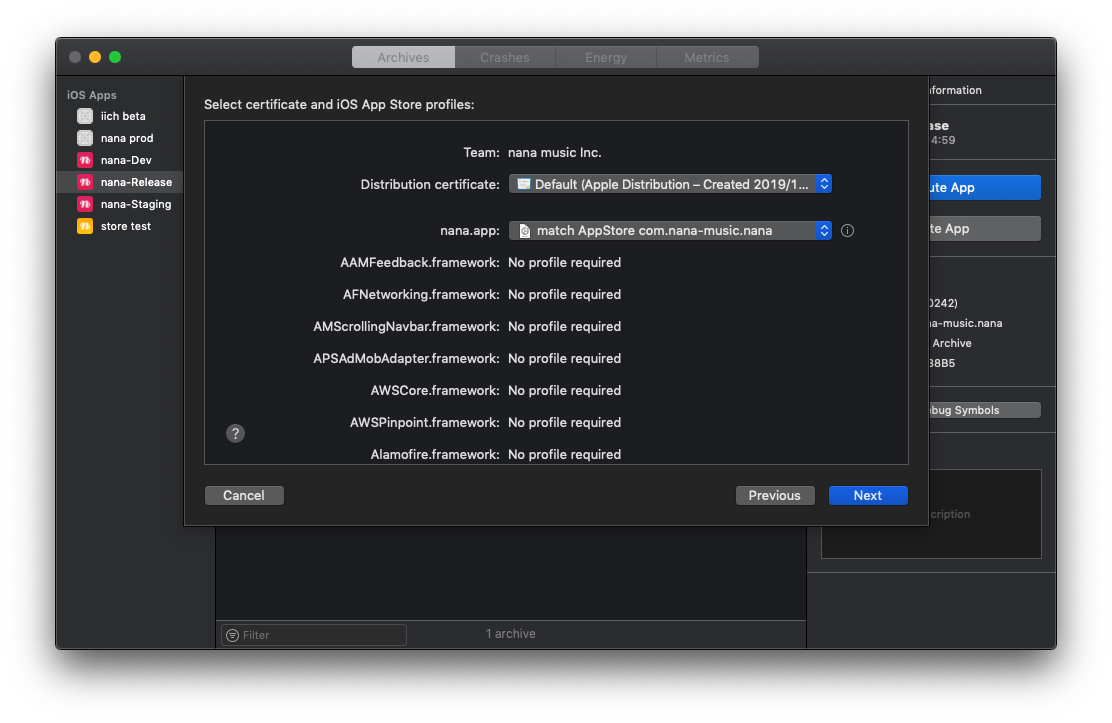 Archives Crashes Energy Metrics
iOS Apps
iich beta
nana prod
nana-Dev
nana-Release
nana-Staging
store test
Select certificate and iOS App Store profiles:
Team: nana music Inc.
Distribution certificate: Default (Apple Distribution – Created 2019/1...
nana.app: match AppStore com.nana-music.nana
AAMFeedback.framework: No profile required
AFNetworking.framework: No profile required
AMScrollingNavbar.framework: No profile required
APSAdMobAdapter.framework: No profile required
AWSCore.framework: No profile required
AWSPinpoint.framework: No profile required
Alamofire.framework: No profile required
?
Cancel Previous Next
nformation
ase
4:59
ute App
te App
0242)
na-music.nana
Archive
38B5
ebug Symbols
cription
Filter
1 archive